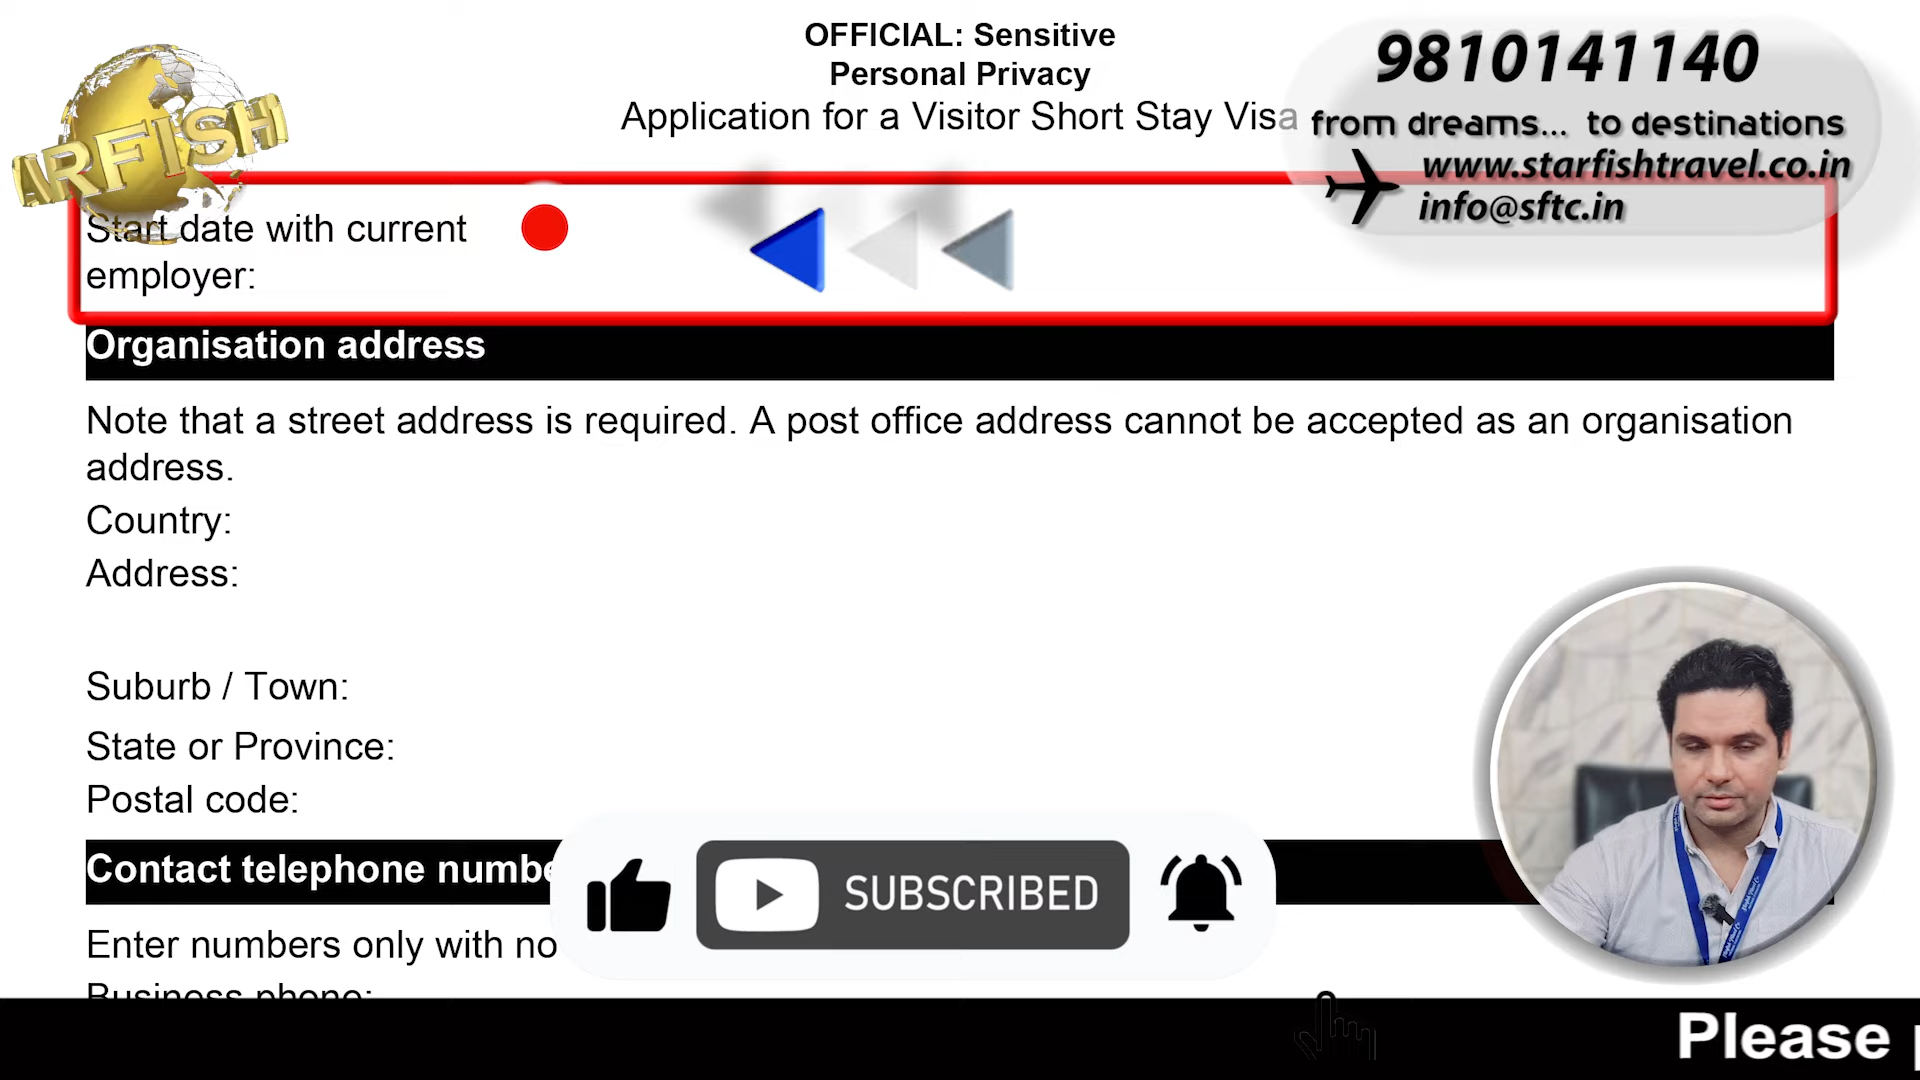 OFFICIAL: Sensitive
Personal Privacy
Application for a Visitor Short Stay Visa
ARFISH
9810141140
from dreams... to destinations
www.starfishtravel.co.in
info@sftc.in
Start date with current
employer:
Organisation address
Note that a street address is required. A post office address cannot be accepted as an organisation
address.
Country:
Address:
Suburb / Town:
State or Province:
Postal code:
Contact telephone numbe
SUBSCRIBED
Enter numbers only with no
Business phone:
Please